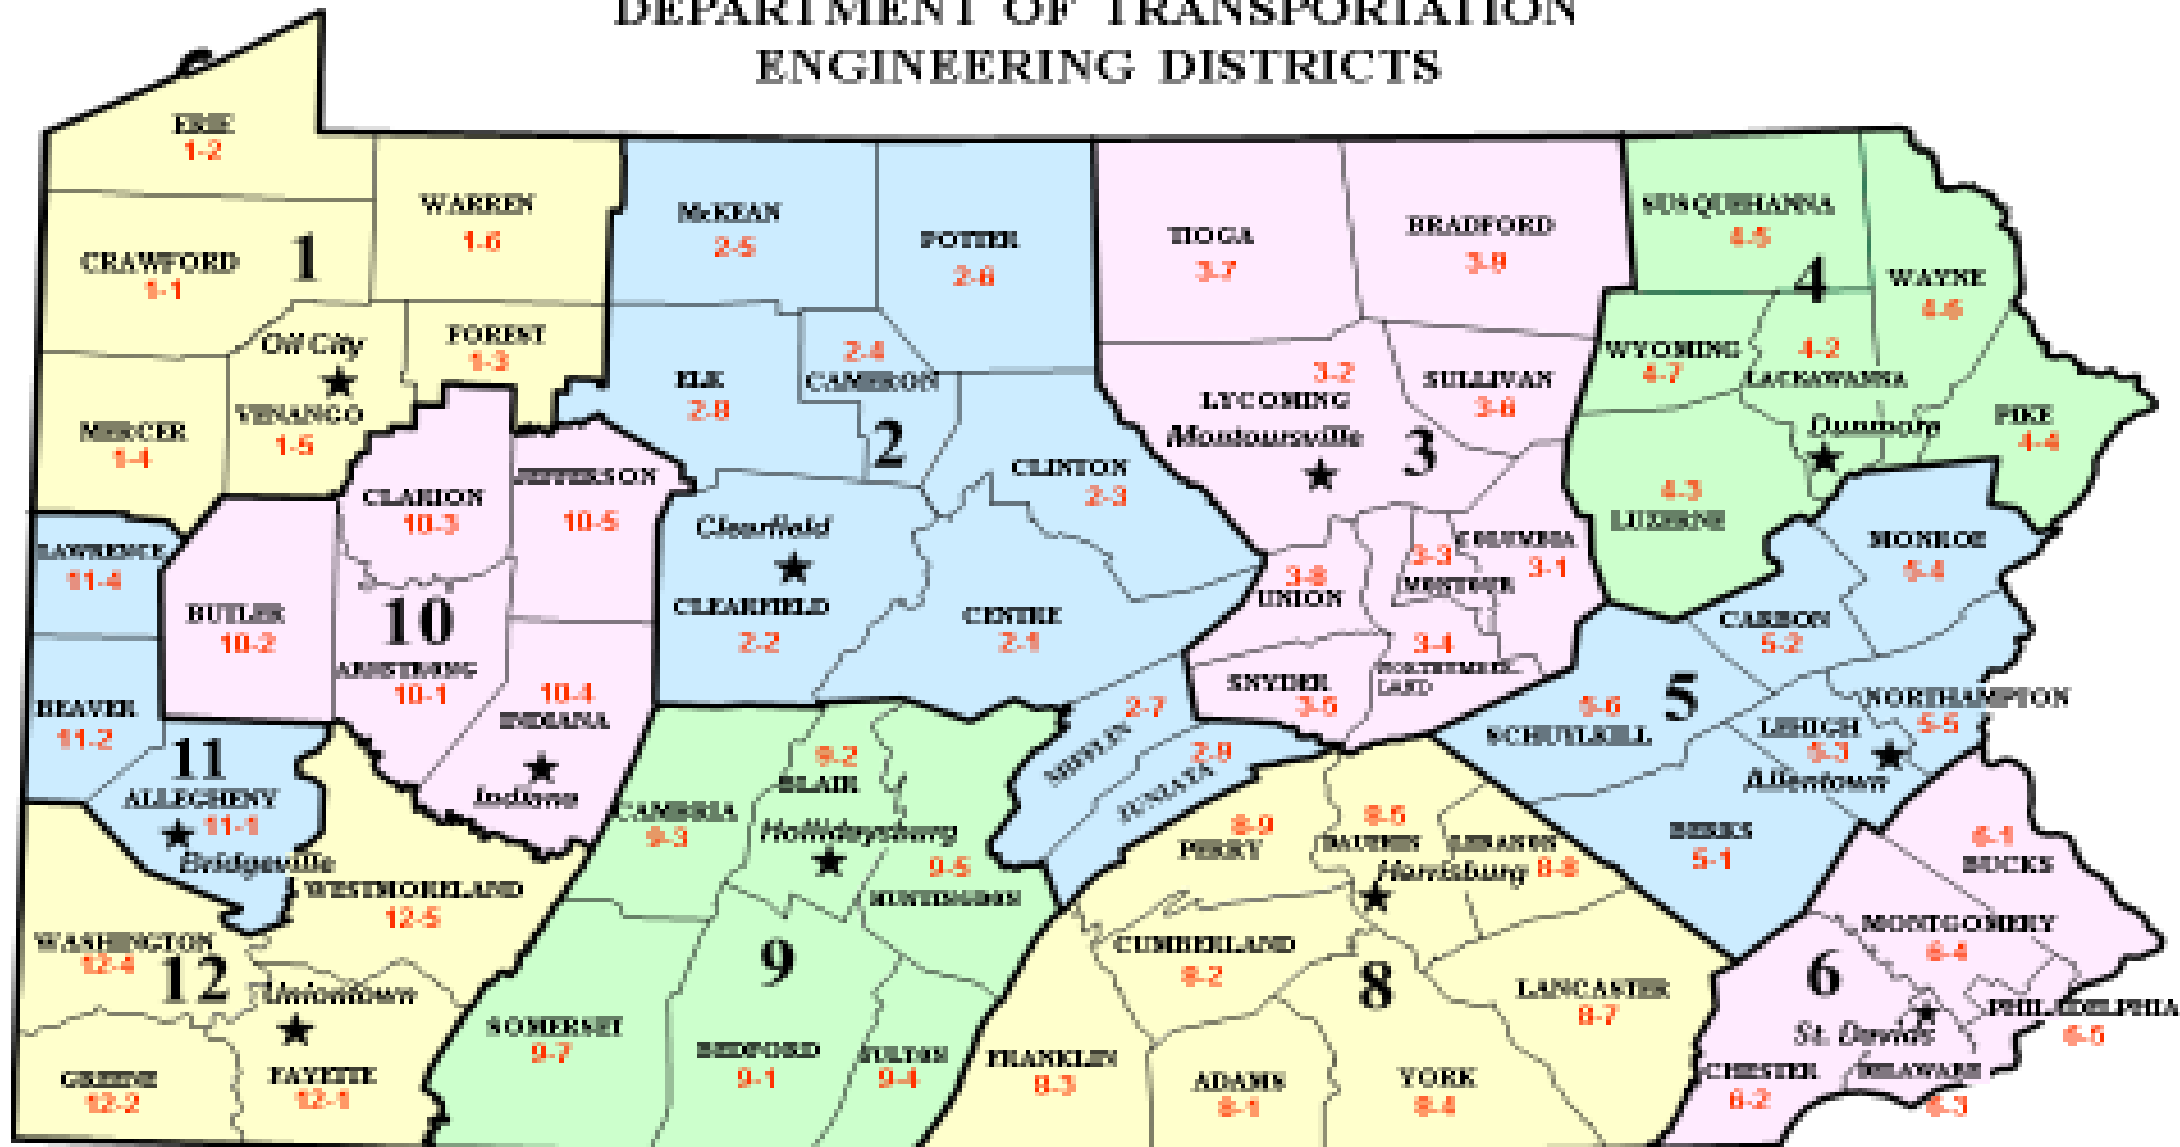 DEPARTMENT OF TRANSPORTATION
ENGINEERING DISTRICTS
ERIE
1-2
WARREN
1-6
CRAWFORD
1-1
1
Oil City
FOREST
1-3
VENANGO
1-5
MERCER
1-4
McKEAN
2-5
POTTER
2-6
ELK
2-8
2-4
CAMERON
2
CLINTON
2-3
Clearfield
CLEARFIELD
2-2
CENTRE
2-1
2-7
MIFFLIN
2-9
JUNIATA
TIOGA
3-7
BRADFORD
3-9
3-2
LYCOMING
Montoursville
SULLIVAN
3-6
3
COLUMBIA
3-1
3-3
MONTOUR
3-8
UNION
3-4
NORTHUMBER-
LAND
SNYDER
3-5
SUSQUEHANNA
4-5
4
WAYNE
4-6
WYOMING
4-7
4-2
LACKAWANNA
Dunmore
PIKE
4-4
4-3
LUZERNE
MONROE
5-4
CARBON
5-2
5-6
SCHUYLKILL
5
NORTHAMPTON
5-5
LEHIGH
5-3
Allentown
BERKS
5-1
6-1
BUCKS
MONTGOMERY
6-4
6
PHILADELPHIA
6-5
St. Davids
CHESTER
6-2
DELAWARE
6-3
8-9
PERRY
8-5
DAUPHIN
LEBANON
8-8
Harrisburg
CUMBERLAND
8-2
8
LANCASTER
8-7
FRANKLIN
8-3
ADAMS
8-1
YORK
8-4
9-2
BLAIR
CAMBRIA
9-3
Hollidaysburg
9-5
HUNTINGDON
9
SOMERSET
9-7
BEDFORD
9-1
FULTON
9-4
CLARION
10-3
JEFFERSON
10-5
BUTLER
10-2
10
ARMSTRONG
10-1
10-4
INDIANA
Indiana
LAWRENCE
11-4
BEAVER
11-2
11
ALLEGHENY
11-1
Bridgeville
WESTMORELAND
12-5
WASHINGTON
12-4
12
Uniontown
GREENE
12-2
FAYETTE
12-1